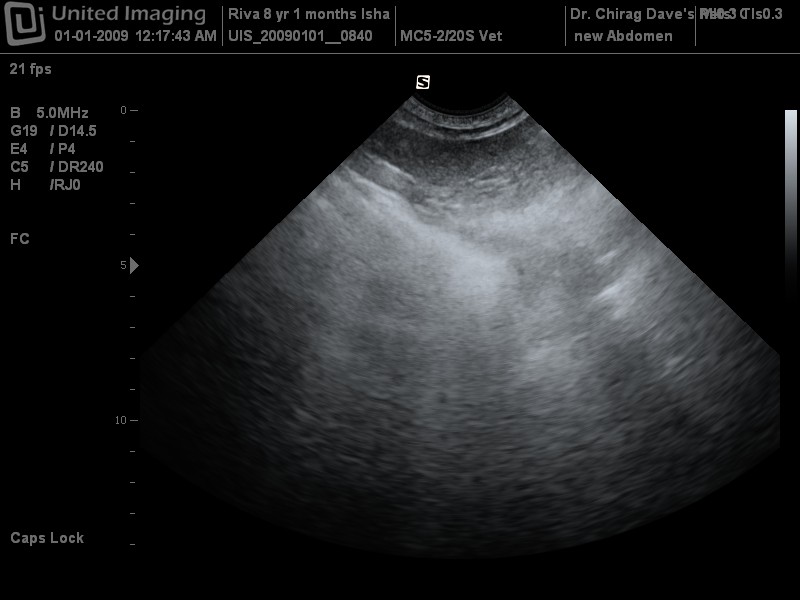 United Imaging
01-01-2009 12:17:43 AM
Riva 8 yr 1 months Isha
UIS_20090101__0840
MC5-2/20S Vet
Dr. Chirag Dave's
TIs0.3
new Abdomen
21 fps
S
B 5.0MHz
G19 / D14.5
E4 / P4
C5 / DR240
H /RJ0
FC
0
5
10
Caps Lock